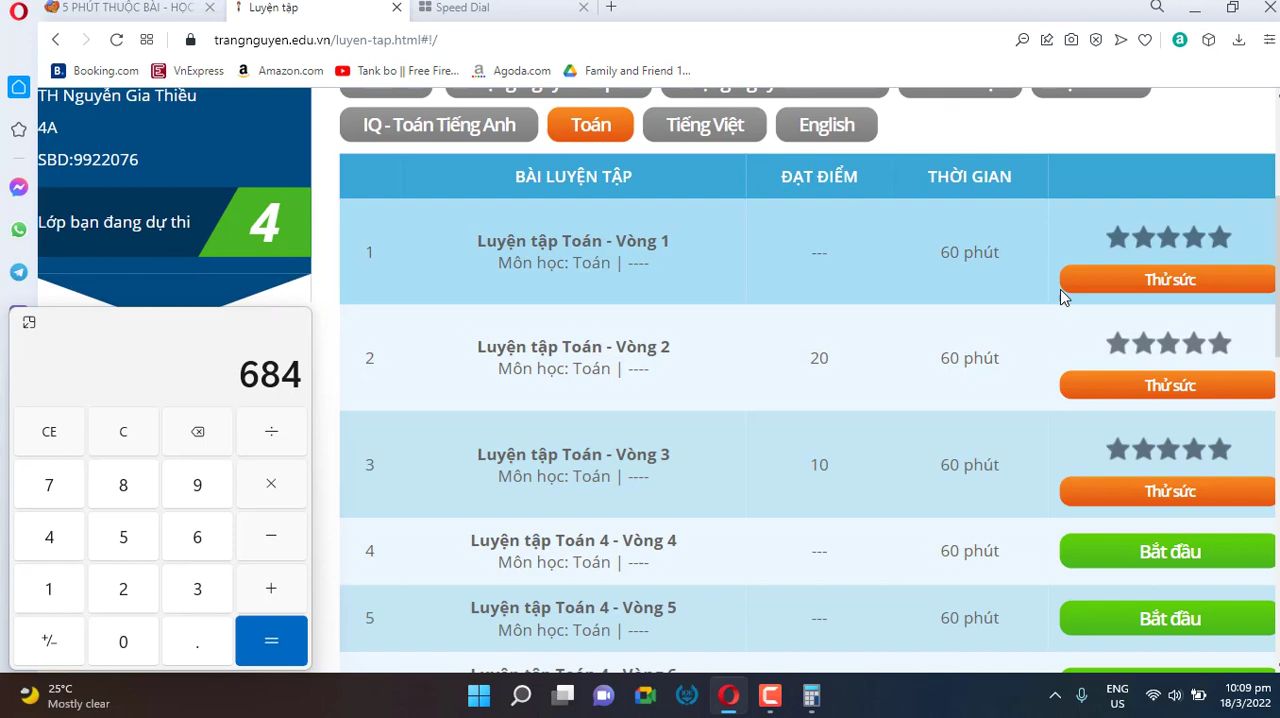 5 PHÚT THUỘC BÀI - HỌC
Luyện tập
Speed Dial
trangnguyen.edu.vn/luyen-tap.html#!/
B. Booking.com
VnExpress
a Amazon.com
Tank bo || Free Fire...
a Agoda.com
Family and Friend 1...
TH Nguyễn Gia Thiều
4A
SBD:9922076
Lớp bạn đang dự thi 4
IQ - Toán Tiếng Anh Toán Tiếng Việt English
BÀI LUYỆN TẬP ĐẠT ĐIỂM THỜI GIAN
1 Luyện tập Toán - Vòng 1 --- 60 phút
Môn học: Toán | ----
Thử sức
2 Luyện tập Toán - Vòng 2 20 60 phút
Môn học: Toán | ----
Thử sức
3 Luyện tập Toán - Vòng 3 10 60 phút
Môn học: Toán | ----
Thử sức
4 Luyện tập Toán 4 - Vòng 4 --- 60 phút Bắt đầu
Môn học: Toán | ----
5 Luyện tập Toán 4 - Vòng 5 --- 60 phút Bắt đầu
Môn học: Toán | ----
684
CE C ÷
7 8 9 ×
4 5 6 −
1 2 3 +
+/− 0 . =
25°C
Mostly clear
ENG
US
10:09 pm
18/3/2022